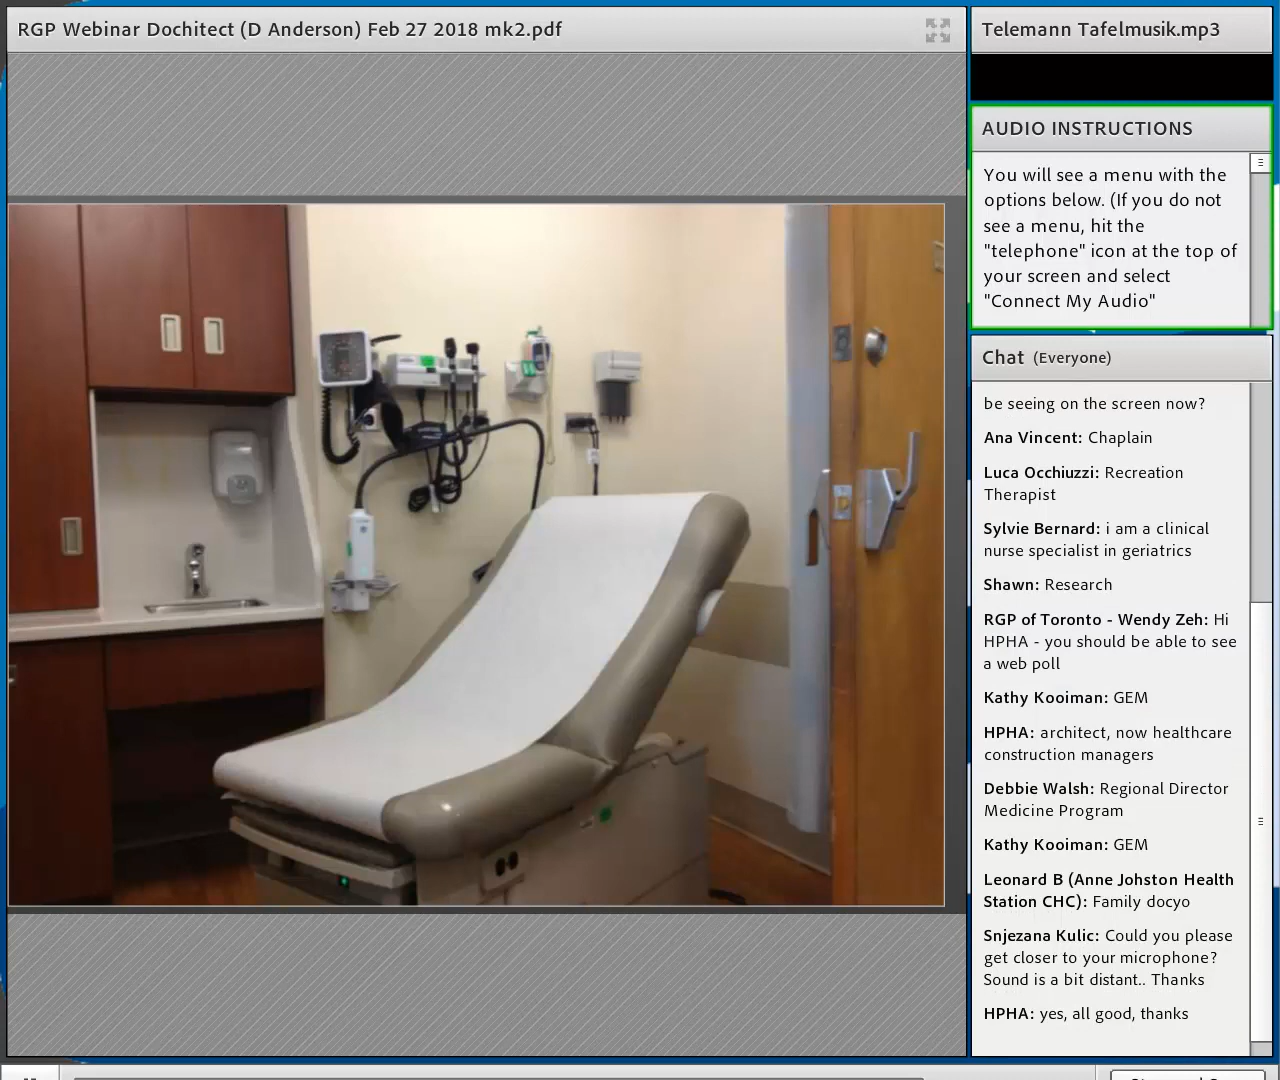 RGP Webinar Dochitect (D Anderson) Feb 27 2018 mk2.pdf
Telemann Tafelmusik.mp3
AUDIO INSTRUCTIONS
You will see a menu with the
options below. (If you do not
see a menu, hit the
"telephone" icon at the top of
your screen and select
"Connect My Audio"
Chat (Everyone)
be seeing on the screen now?
Ana Vincent: Chaplain
Luca Occhiuzzi: Recreation
Therapist
Sylvie Bernard: i am a clinical
nurse specialist in geriatrics
Shawn: Research
RGP of Toronto - Wendy Zeh: Hi
HPHA - you should be able to see
a web poll
Kathy Kooiman: GEM
HPHA: architect, now healthcare
construction managers
Debbie Walsh: Regional Director
Medicine Program
Kathy Kooiman: GEM
Leonard B (Anne Johston Health
Station CHC): Family docyo
Snjezana Kulic: Could you please
get closer to your microphone?
Sound is a bit distant.. Thanks
HPHA: yes, all good, thanks